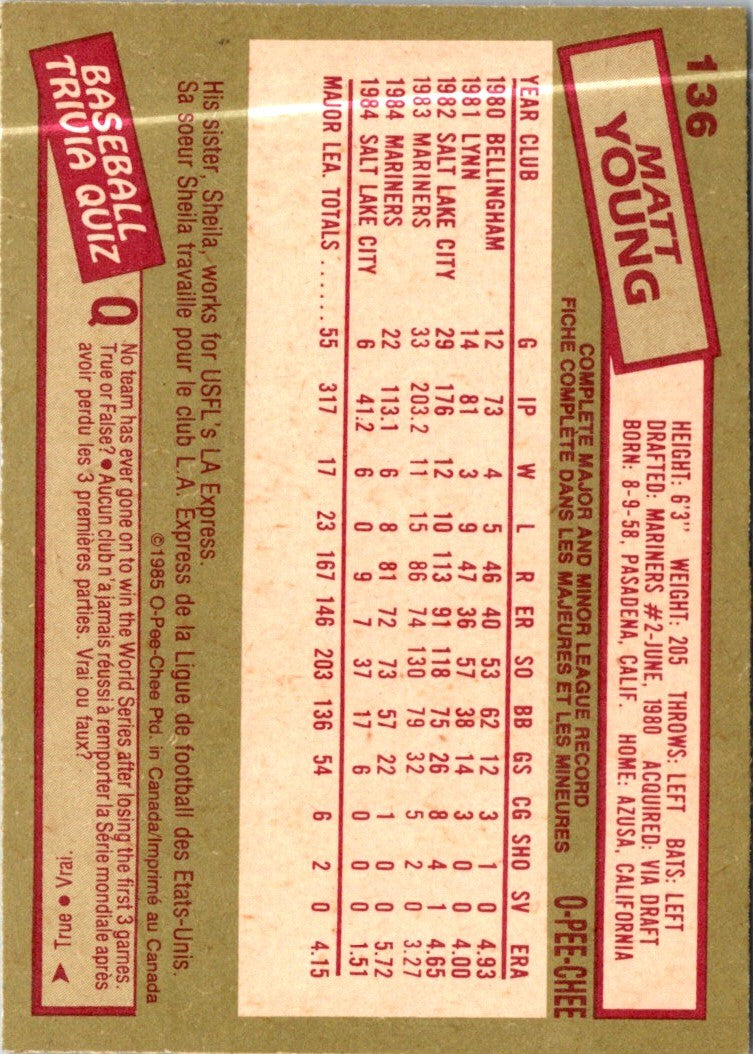 136
MATT
YOUNG
HEIGHT: 6'3" WEIGHT: 205 THROWS: LEFT BATS: LEFT
DRAFTED: MARINERS #2-JUNE, 1980 ACQUIRED: VIA DRAFT
BORN: 8-9-58, PASADENA, CALIF. HOME: AZUSA, CALIFORNIA
COMPLETE MAJOR AND MINOR LEAGUE RECORD
FICHE COMPLÈTE DANS LES MAJEURES ET LES MINEURES
O-PEE-CHEE
YEAR CLUB G IP W L R ER SO BB GS CG SHO SV ERA
1980 BELLINGHAM 12 73 4 5 46 40 53 62 12 3 1 0 4.93
1981 LYNN 14 81 3 9 47 36 57 38 14 3 0 0 4.00
1982 SALT LAKE CITY 29 176 12 10 113 91 118 75 26 8 4 1 4.65
1983 MARINERS 33 203.2 11 15 86 74 130 79 32 5 2 0 3.27
1984 MARINERS 22 113.1 6 8 81 72 73 57 22 1 0 0 5.72
1984 SALT LAKE CITY 6 41.2 6 0 9 7 37 17 6 0 0 0 1.51
MAJOR LEA. TOTALS ...... 55 317 17 23 167 146 203 136 54 6 2 0 4.15
His sister, Sheila, works for USFL's LA Express.
Sa soeur Sheila travaille pour le club L.A. Express de la Ligue de football des Etats-Unis.
©1985 O-Pee-Chee Ptd. in Canada/Imprimé au Canada
BASEBALL
TRIVIA QUIZ
Q
No team has ever gone on to win the World Series after losing the first 3 games.
True or False? ● Aucun club n'a jamais réussi à remporter la Série mondiale après
avoir perdu les 3 premières parties. Vrai ou faux?
True ● Vrai.